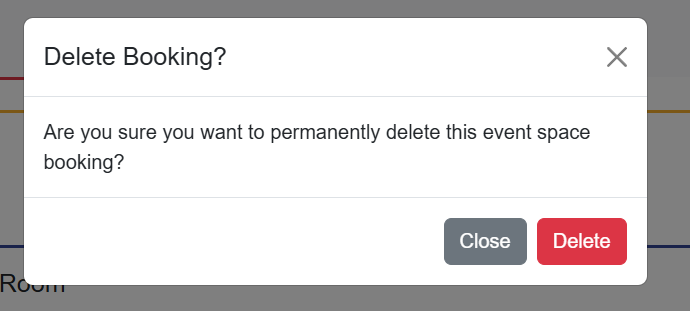 Delete Booking?
Are you sure you want to permanently delete this event space
booking?
Close Delete
Room